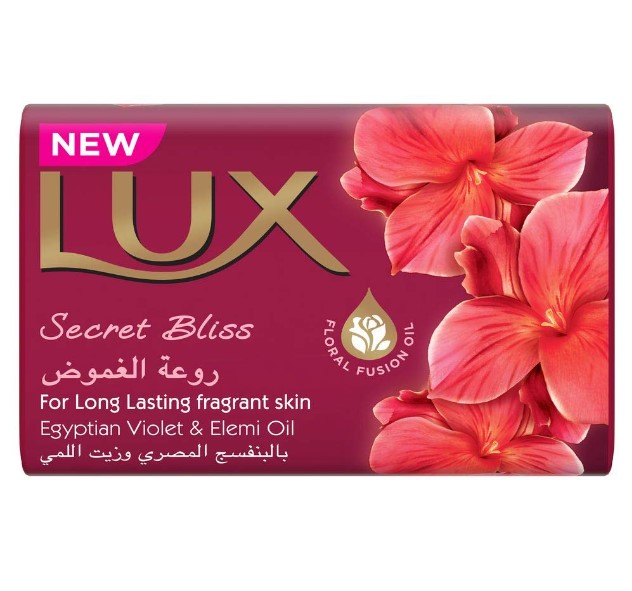 NEW
LUX
Secret Bliss
روعة الغموض
For Long Lasting fragrant skin
Egyptian Violet & Elemi Oil
بالبنفسج المصري وزيت اللمي
FLORAL FUSION OIL